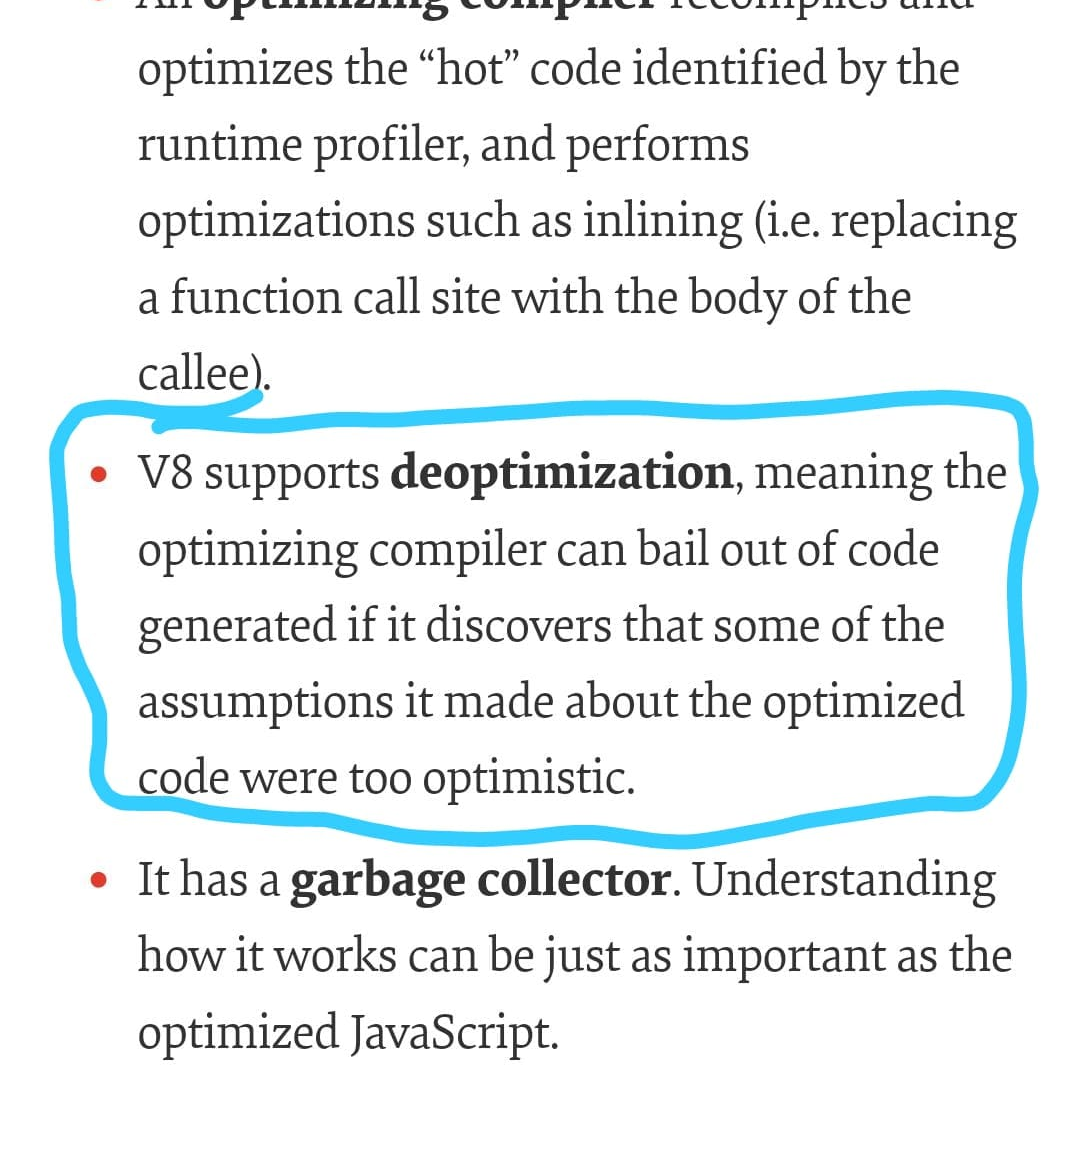 An optimizing compiler recompiles and
optimizes the “hot” code identified by the
runtime profiler, and performs
optimizations such as inlining (i.e. replacing
a function call site with the body of the
callee).
• V8 supports deoptimization, meaning the
optimizing compiler can bail out of code
generated if it discovers that some of the
assumptions it made about the optimized
code were too optimistic.
• It has a garbage collector. Understanding
how it works can be just as important as the
optimized JavaScript.